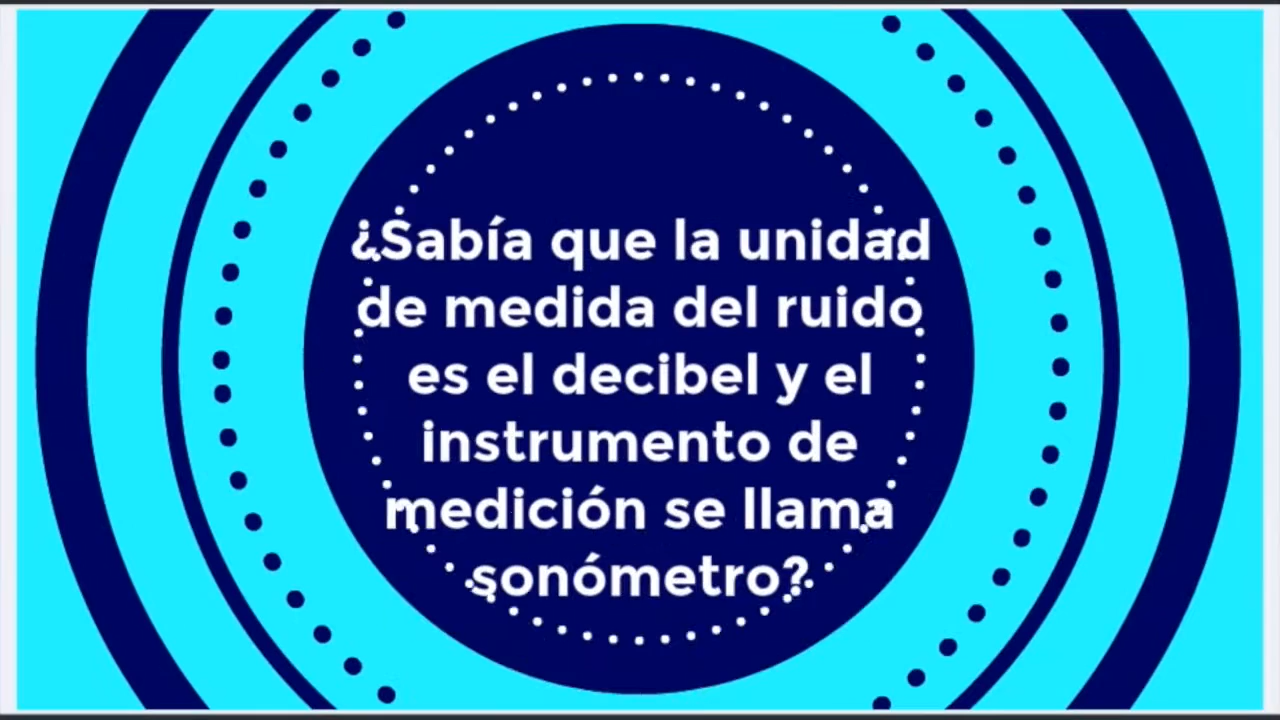 ¿Sabía que la unidad
de medida del ruido
es el decibel y el
instrumento de
medición se llama
sonómetro?